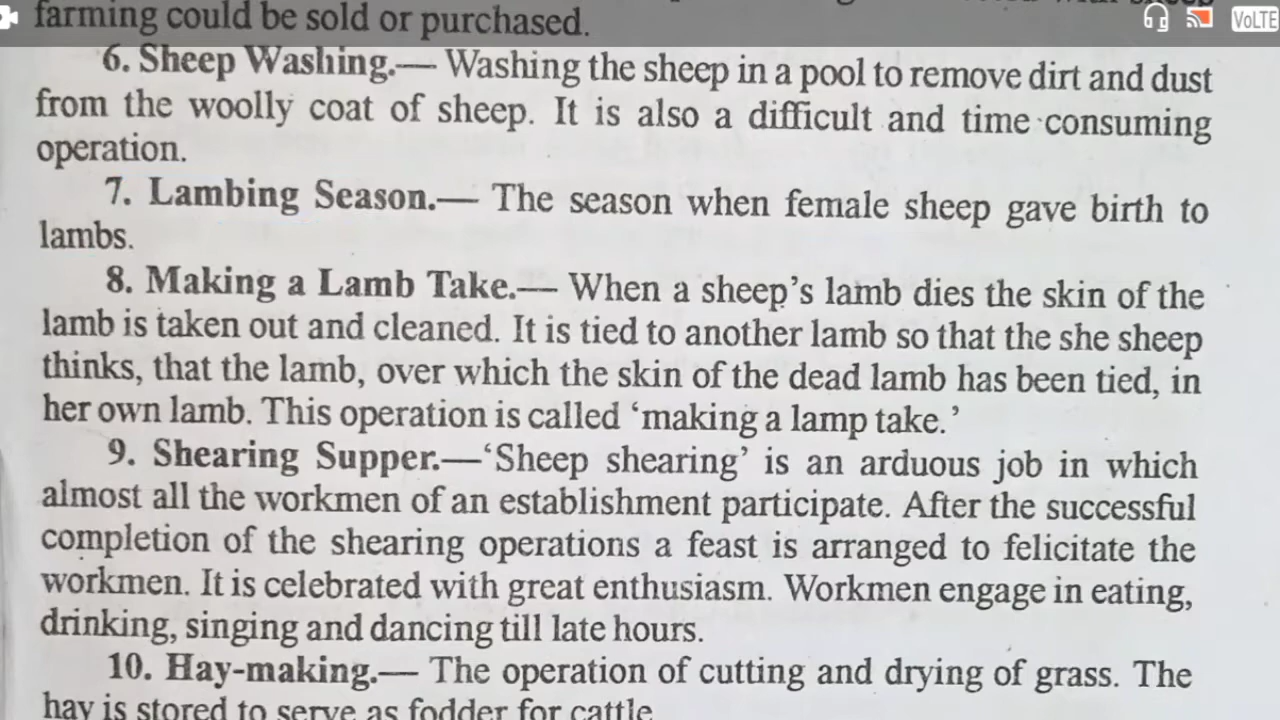 farming could be sold or purchased.
VoLTE
6. Sheep Washing.— Washing the sheep in a pool to remove dirt and dust
from the woolly coat of sheep. It is also a difficult and time consuming
operation.
7. Lambing Season.— The season when female sheep gave birth to
lambs.
8. Making a Lamb Take.— When a sheep's lamb dies the skin of the
lamb is taken out and cleaned. It is tied to another lamb so that the she sheep
thinks, that the lamb, over which the skin of the dead lamb has been tied, in
her own lamb. This operation is called 'making a lamp take.'
9. Shearing Supper.—'Sheep shearing' is an arduous job in which
almost all the workmen of an establishment participate. After the successful
completion of the shearing operations a feast is arranged to felicitate the
workmen. It is celebrated with great enthusiasm. Workmen engage in eating,
drinking, singing and dancing till late hours.
10. Hay-making.— The operation of cutting and drying of grass. The
hay is stored to serve as fodder for cattle